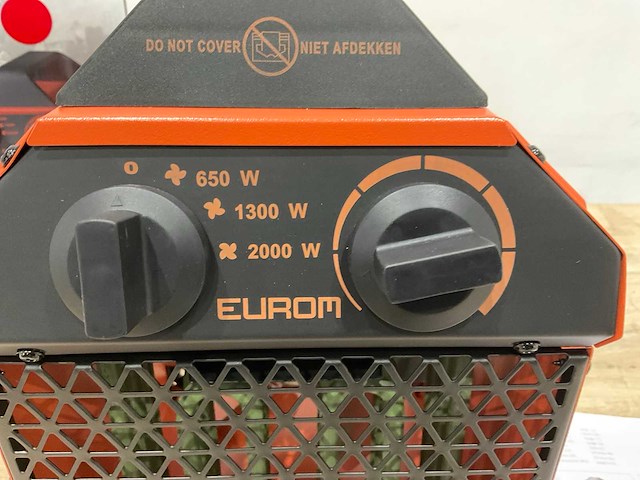 DO NOT COVER NIET AFDEKKEN
0
650 W
1300 W
2000 W
EUROM